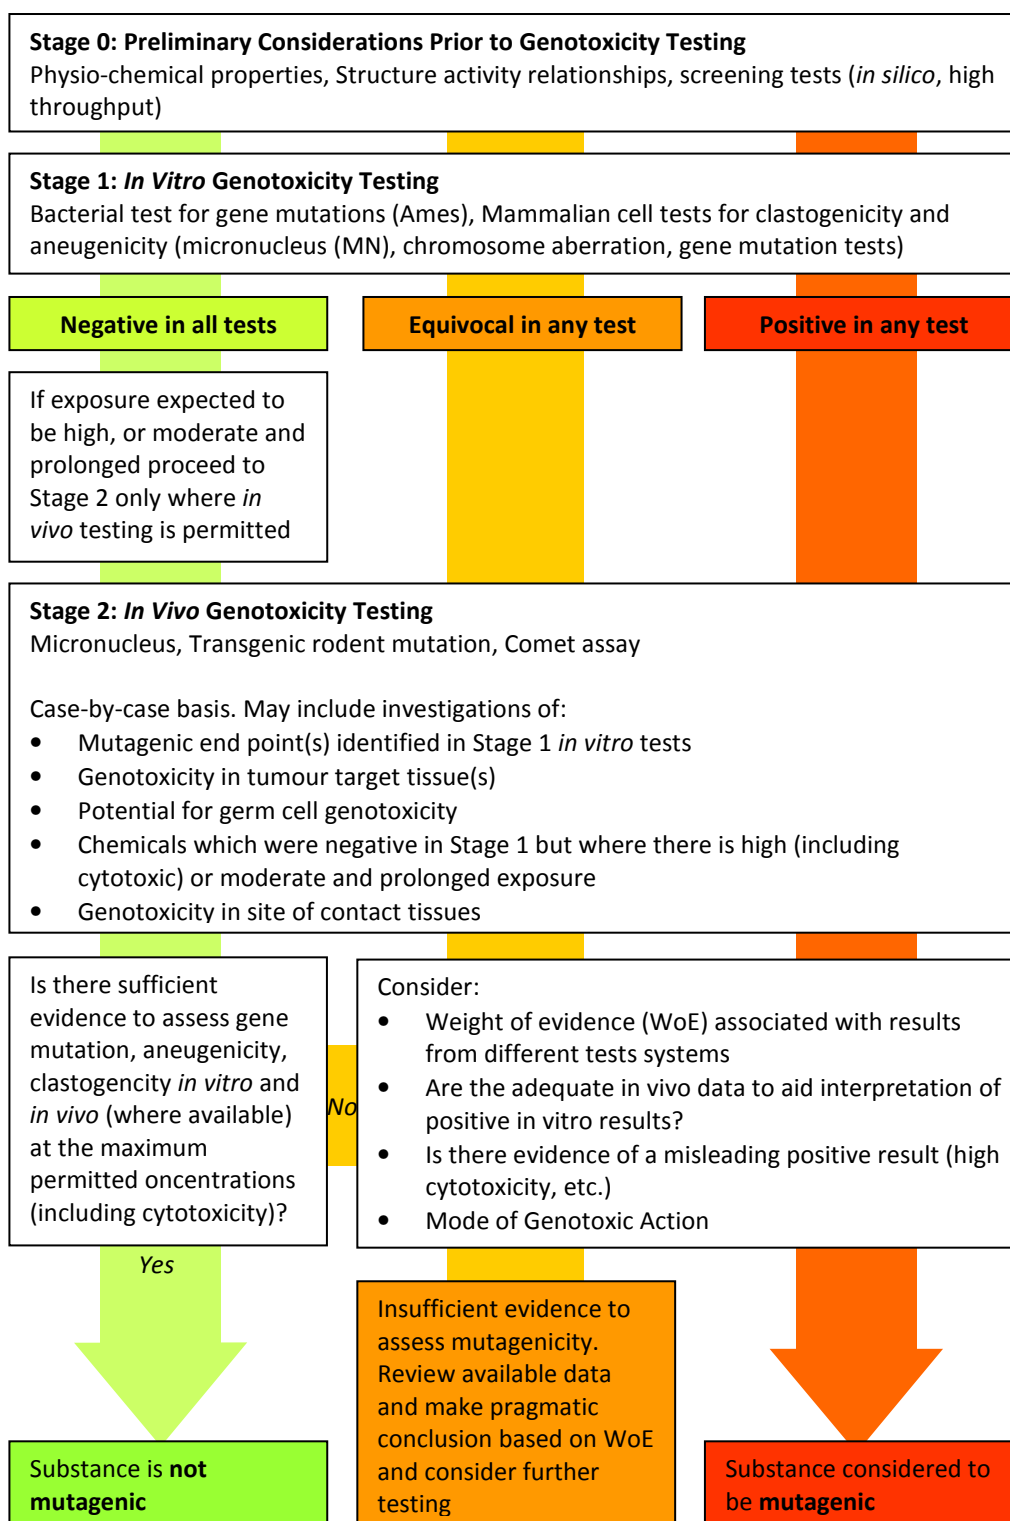 Stage 0: Preliminary Considerations Prior to Genotoxicity Testing
Physio-chemical properties, Structure activity relationships, screening tests (in silico, high
throughput)
Stage 1: In Vitro Genotoxicity Testing
Bacterial test for gene mutations (Ames), Mammalian cell tests for clastogenicity and
aneugenicity (micronucleus (MN), chromosome aberration, gene mutation tests)
Negative in all tests
Equivocal in any test
Positive in any test
If exposure expected to
be high, or moderate and
prolonged proceed to
Stage 2 only where in
vivo testing is permitted
Stage 2: In Vivo Genotoxicity Testing
Micronucleus, Transgenic rodent mutation, Comet assay
Case-by-case basis. May include investigations of:
• Mutagenic end point(s) identified in Stage 1 in vitro tests
• Genotoxicity in tumour target tissue(s)
• Potential for germ cell genotoxicity
• Chemicals which were negative in Stage 1 but where there is high (including
cytotoxic) or moderate and prolonged exposure
• Genotoxicity in site of contact tissues
Is there sufficient
evidence to assess gene
mutation, aneugenicity,
clastogencity in vitro and
in vivo (where available)
at the maximum
permitted oncentrations
(including cytotoxicity)?
No
Consider:
• Weight of evidence (WoE) associated with results
from different tests systems
• Are the adequate in vivo data to aid interpretation of
positive in vitro results?
• Is there evidence of a misleading positive result (high
cytotoxicity, etc.)
• Mode of Genotoxic Action
Yes
Insufficient evidence to
assess mutagenicity.
Review available data
and make pragmatic
conclusion based on WoE
and consider further
testing
Substance is not
mutagenic
Substance considered to
be mutagenic